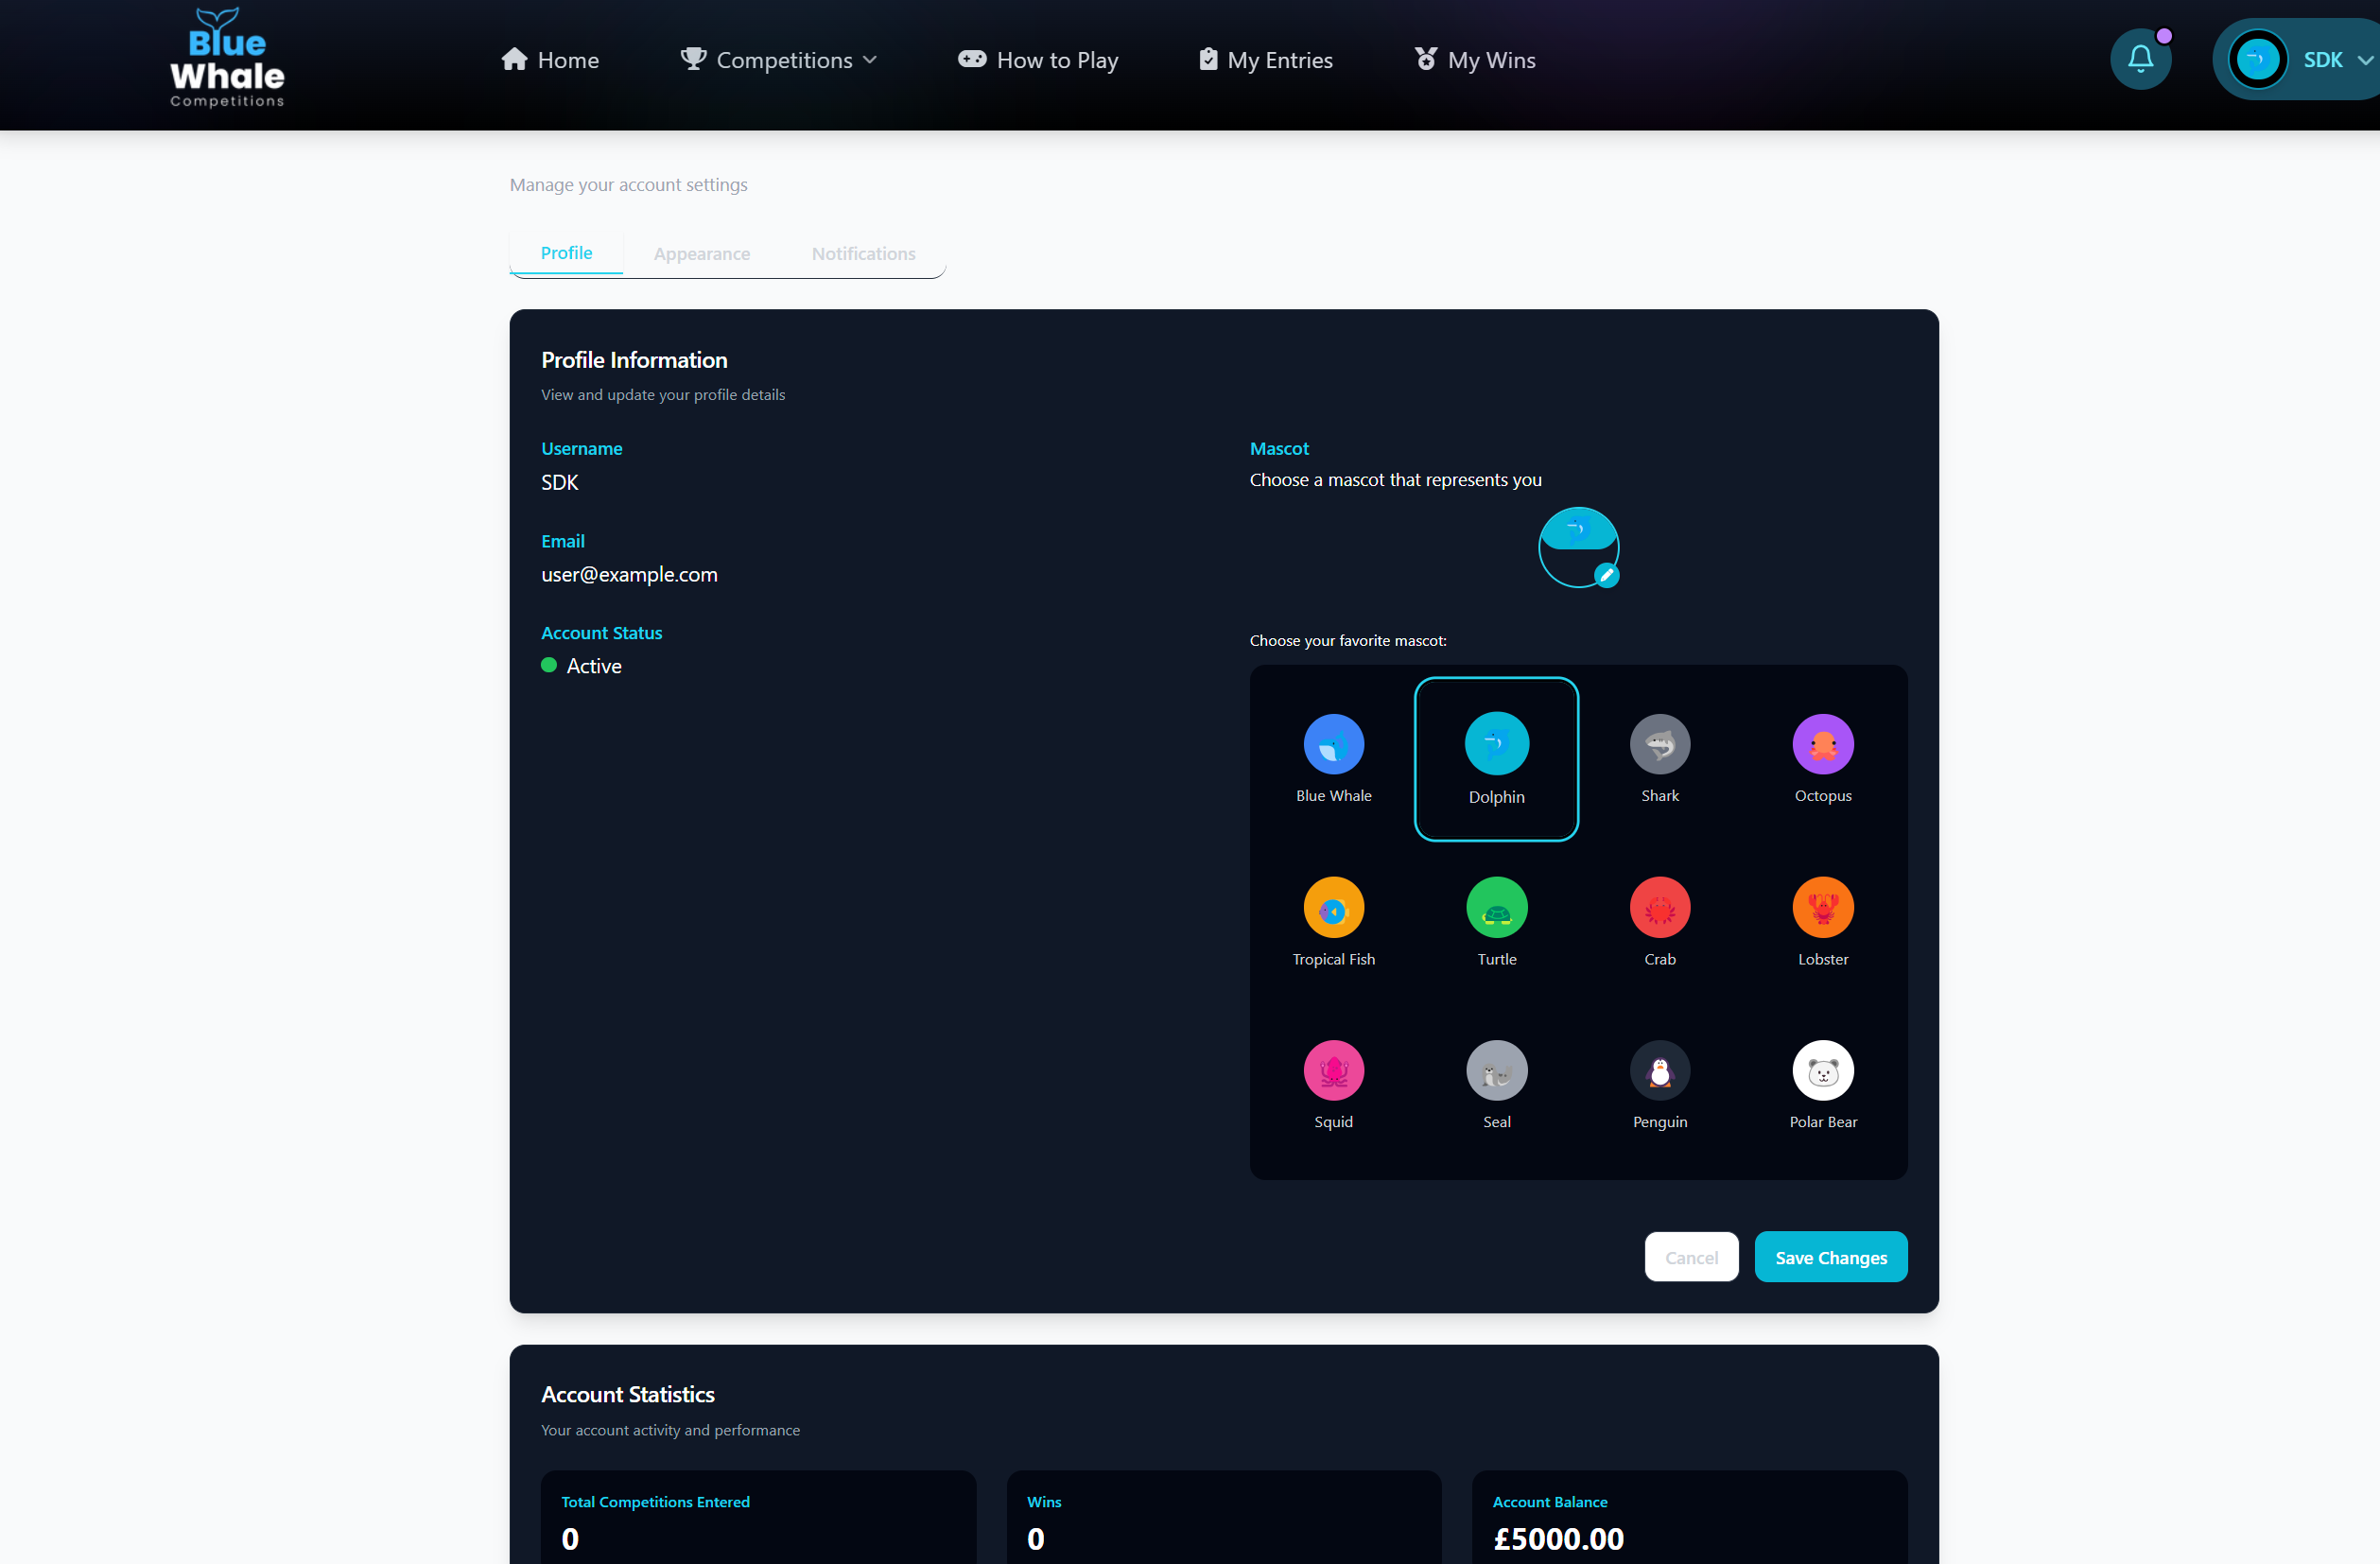 Blue
Whale
Competitions
Home
Competitions
How to Play
My Entries
My Wins
SDK
Manage your account settings
Profile
Appearance
Notifications
Profile Information
View and update your profile details
Username
SDK
Email
user@example.com
Account Status
Active
Mascot
Choose a mascot that represents you
Choose your favorite mascot:
Blue Whale
Dolphin
Shark
Octopus
Tropical Fish
Turtle
Crab
Lobster
Squid
Seal
Penguin
Polar Bear
Cancel
Save Changes
Account Statistics
Your account activity and performance
Total Competitions Entered
0
Wins
0
Account Balance
£5000.00